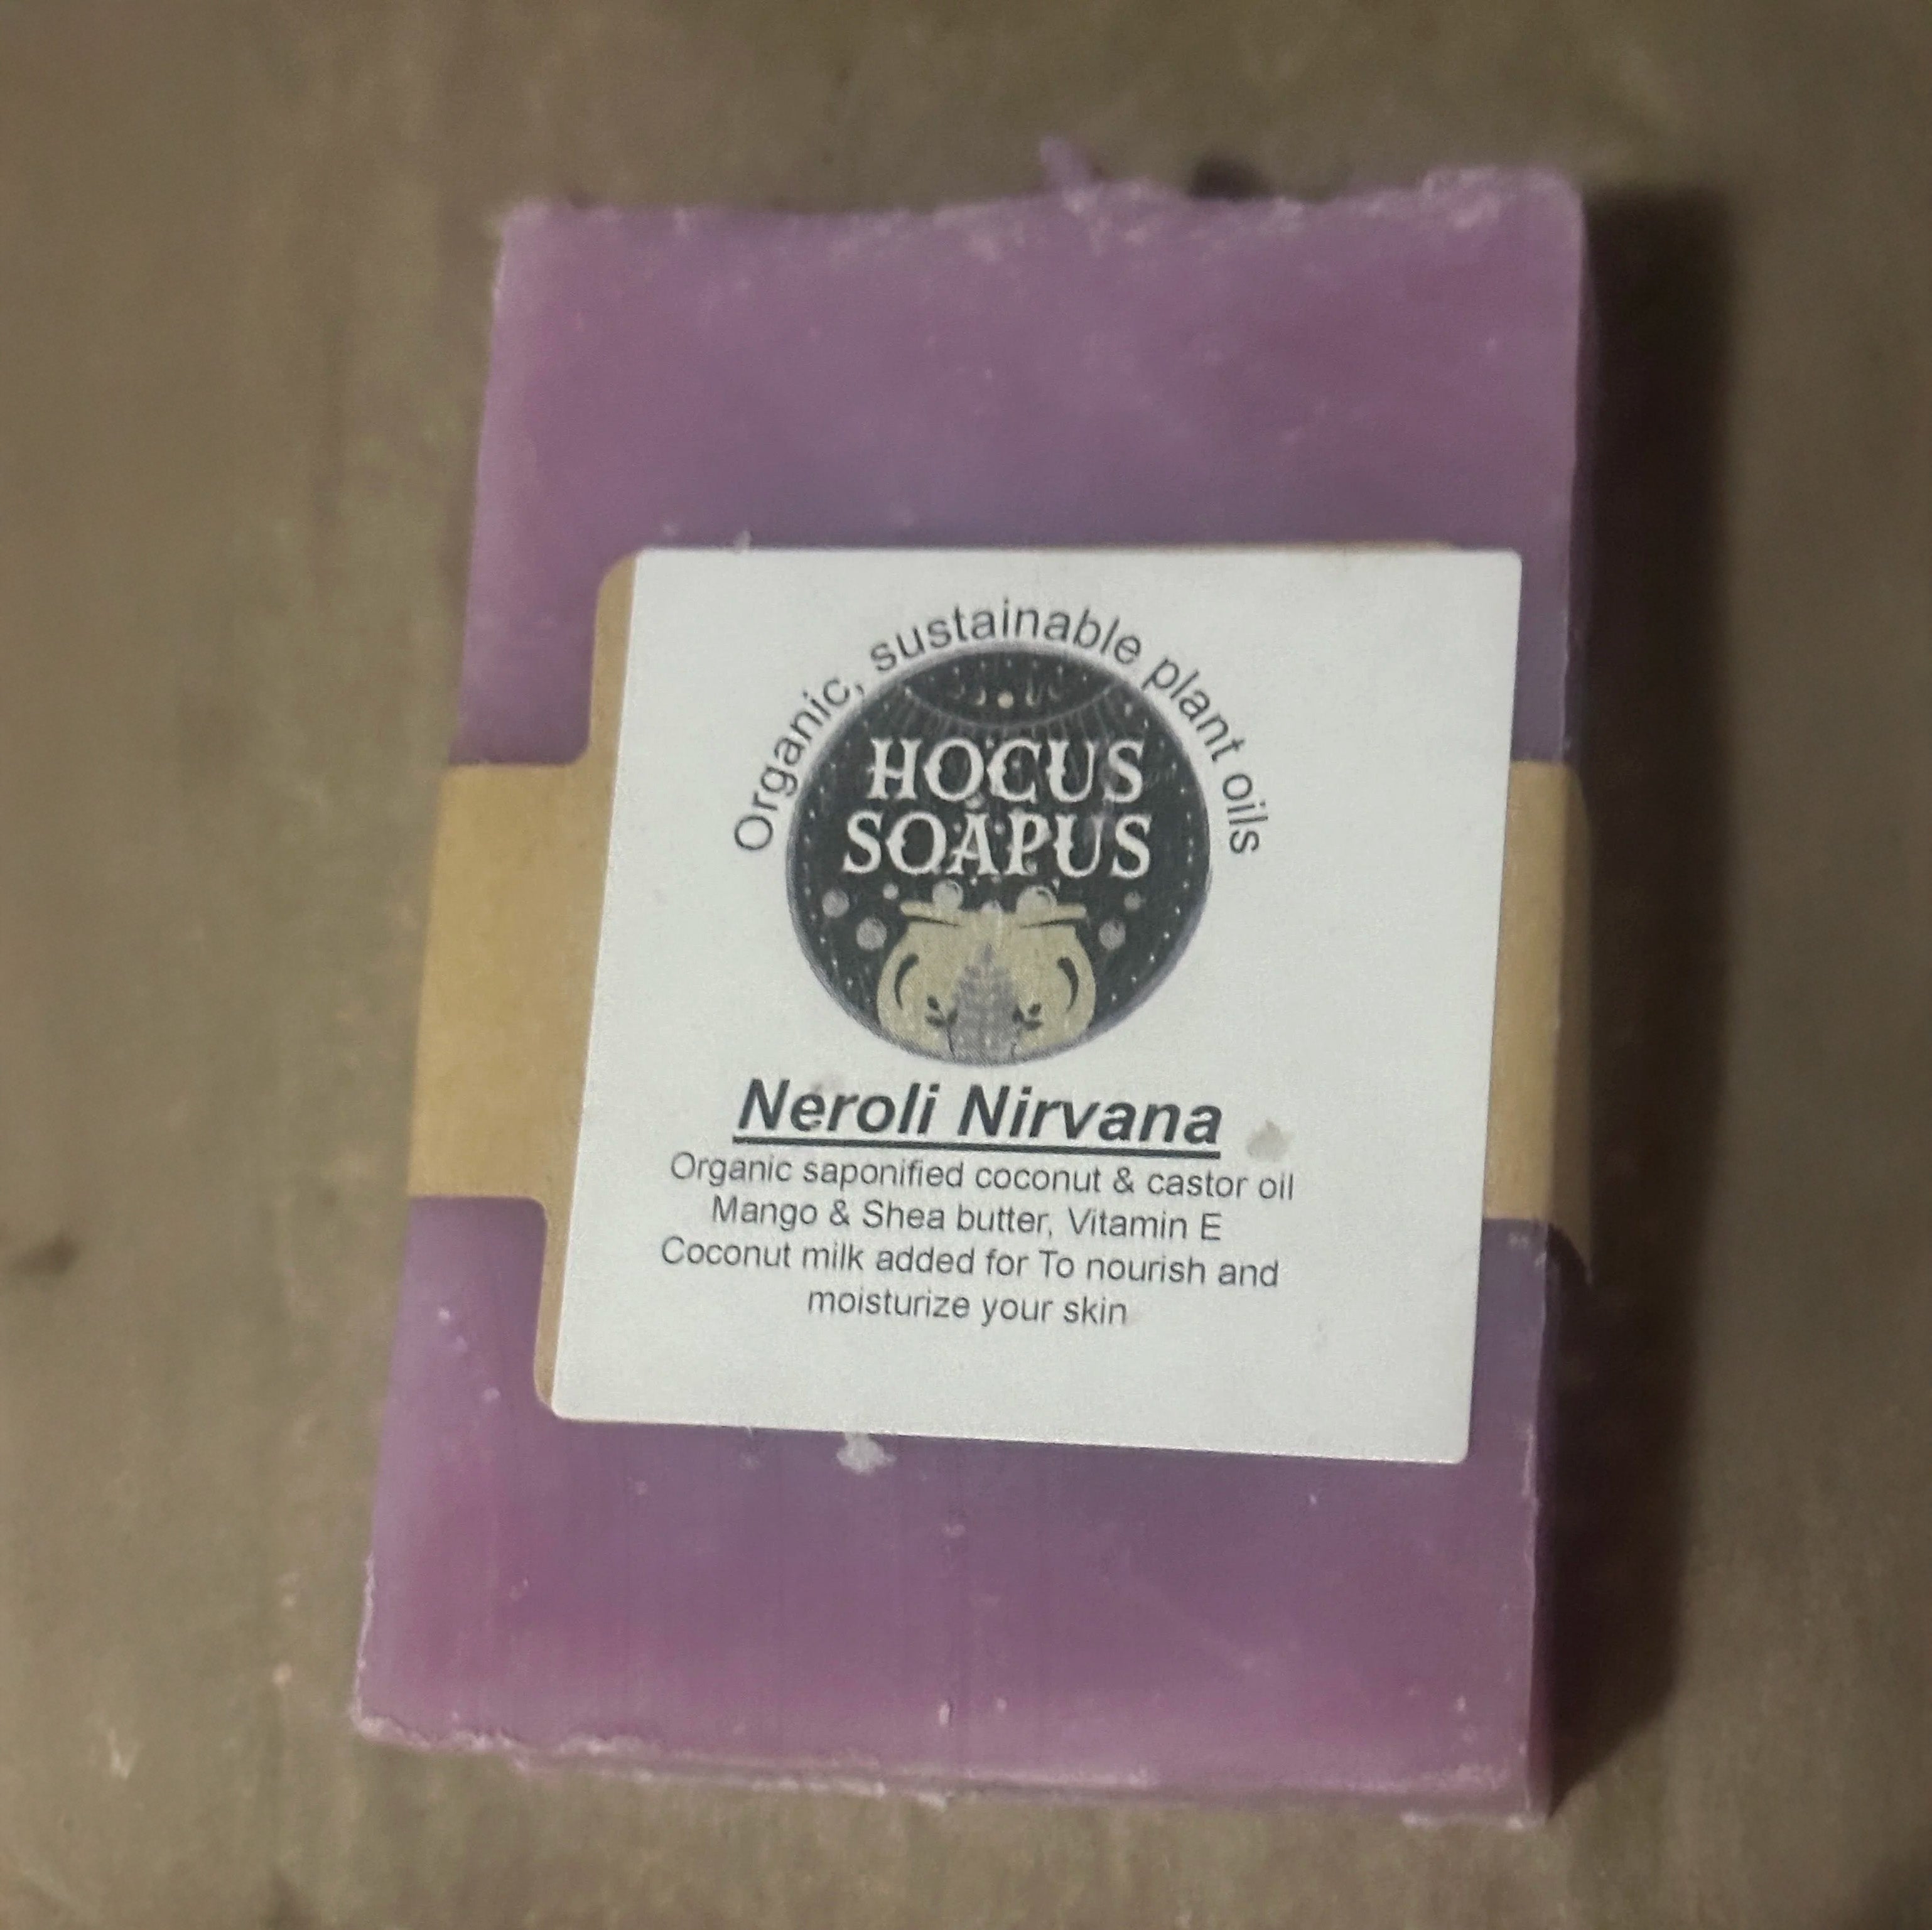 Organic, sustainable plant oils
HOCUS
SOAPUS
Neroli Nirvana
Organic saponified coconut & castor oil
Mango & Shea butter, Vitamin E
Coconut milk added for To nourish and
moisturize your skin